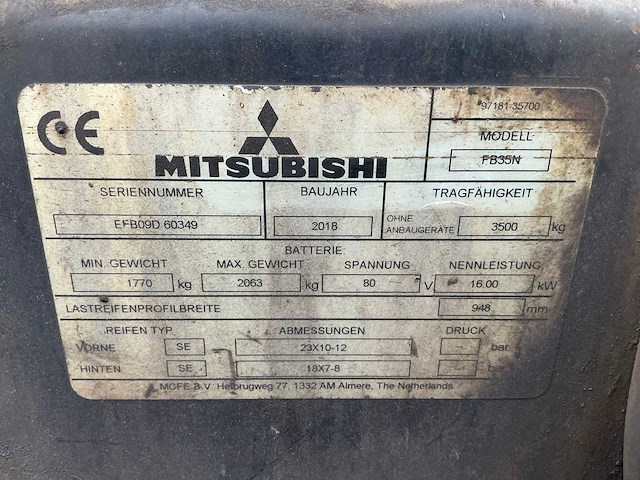 CE
97181-35700
MODELL
FB35N
MITSUBISHI
SERIENNUMMER BAUJAHR TRAGFÄHIGKEIT
EFB09D 60349 2018 OHNE ANBAUGERÄTE 3500 kg
BATTERIE
MIN. GEWICHT MAX. GEWICHT SPANNUNG NENNLEISTUNG
1770 kg 2063 kg 80 V 16.00 kW
LASTREIFENPROFILBREITE 948 mm
REIFEN TYP ABMESSUNGEN DRUCK
VORNE SE 23X10-12 -- bar
HINTEN SE 18X7-8 -- bar
MCFE B.V. Hefbrugweg 77, 1332 AM Almere, The Netherlands